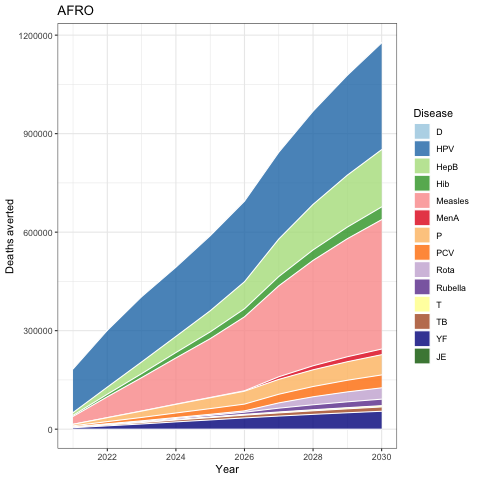 AFRO
1200000
900000
600000
300000
0
Deaths averted
2022
2024
2026
2028
2030
Year
Disease
D
HPV
HepB
Hib
Measles
MenA
P
PCV
Rota
Rubella
T
TB
YF
JE